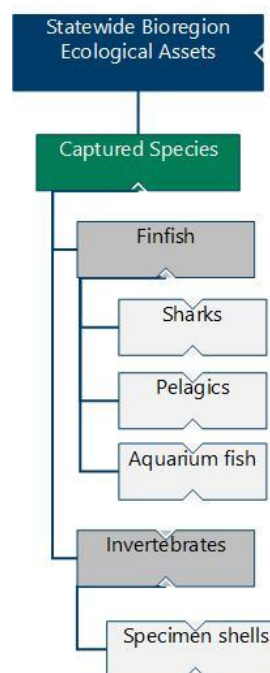 Statewide Bioregion
Ecological Assets
Captured Species
Finfish
Sharks
Pelagics
Aquarium fish
Invertebrates
Specimen shells